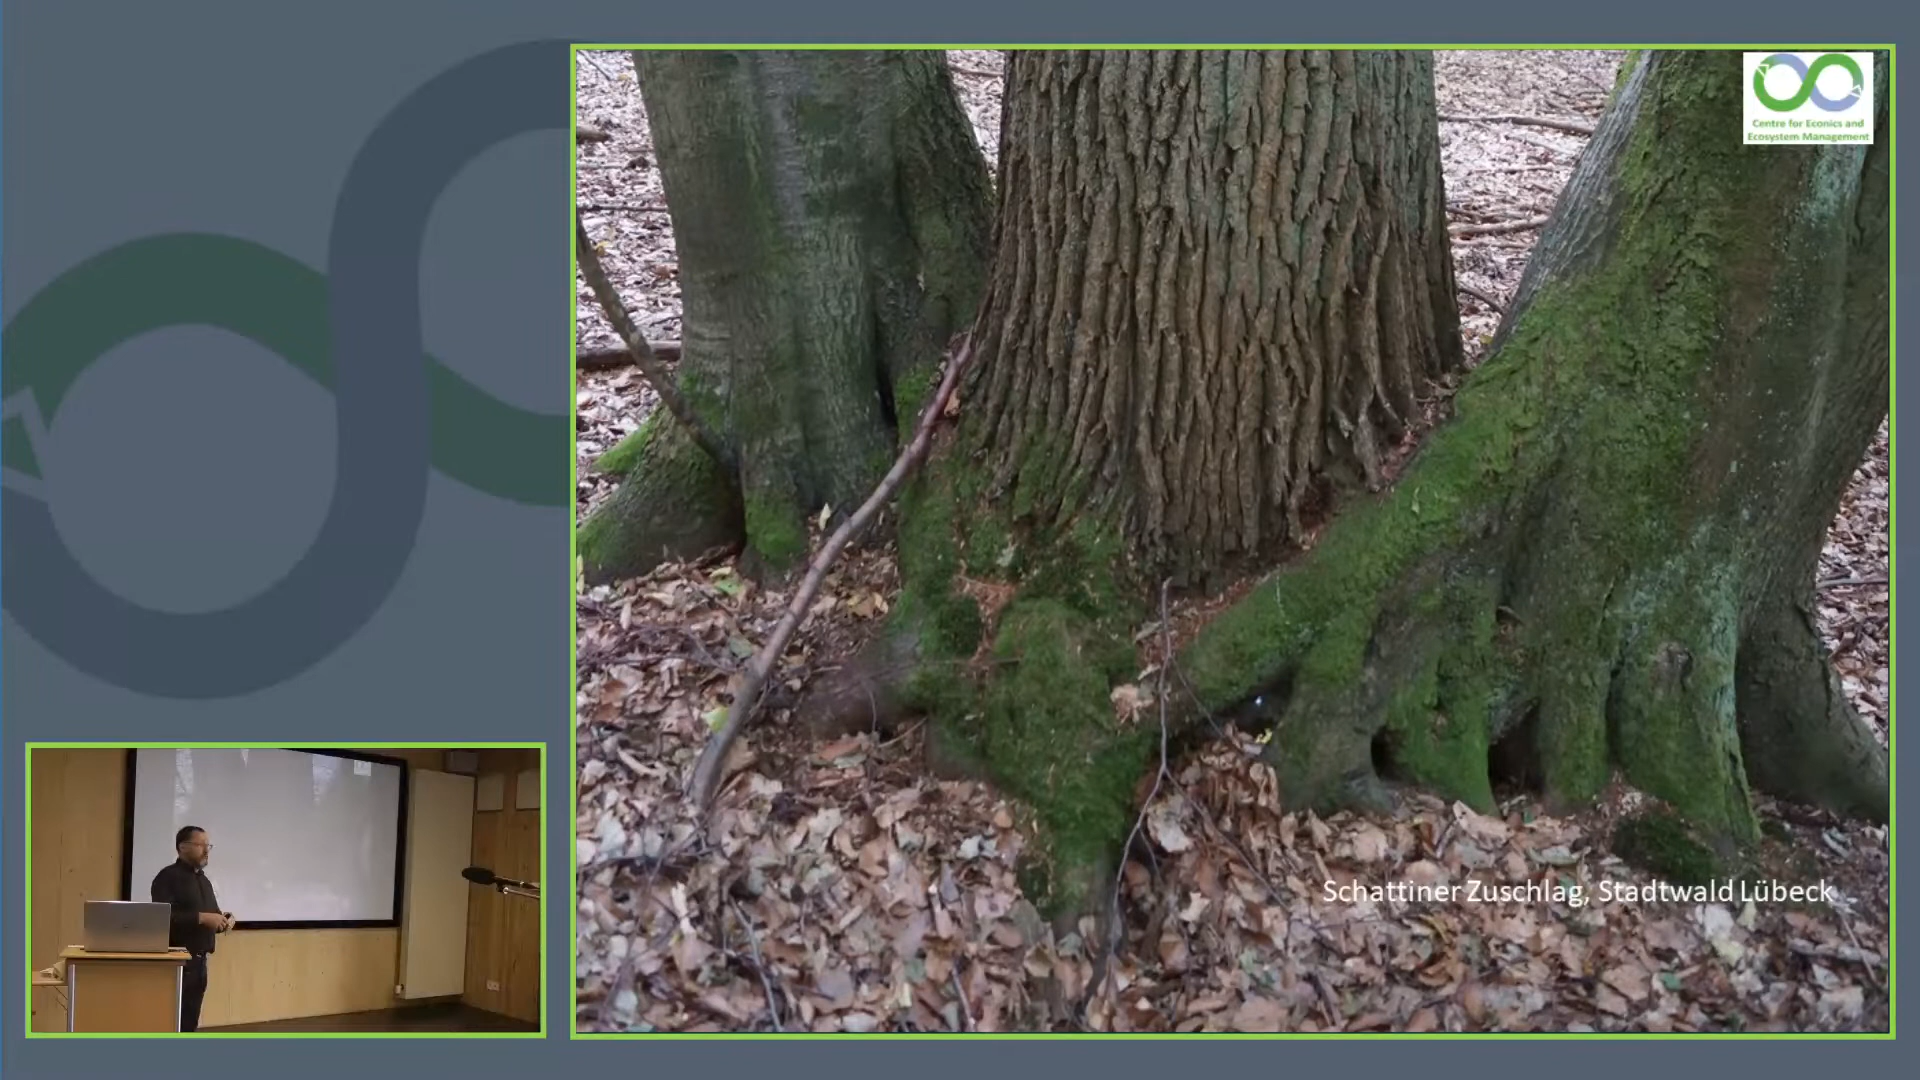 Centre for Econics and
Ecosystem Management
Schattiner Zuschlag, Stadtwald Lübeck